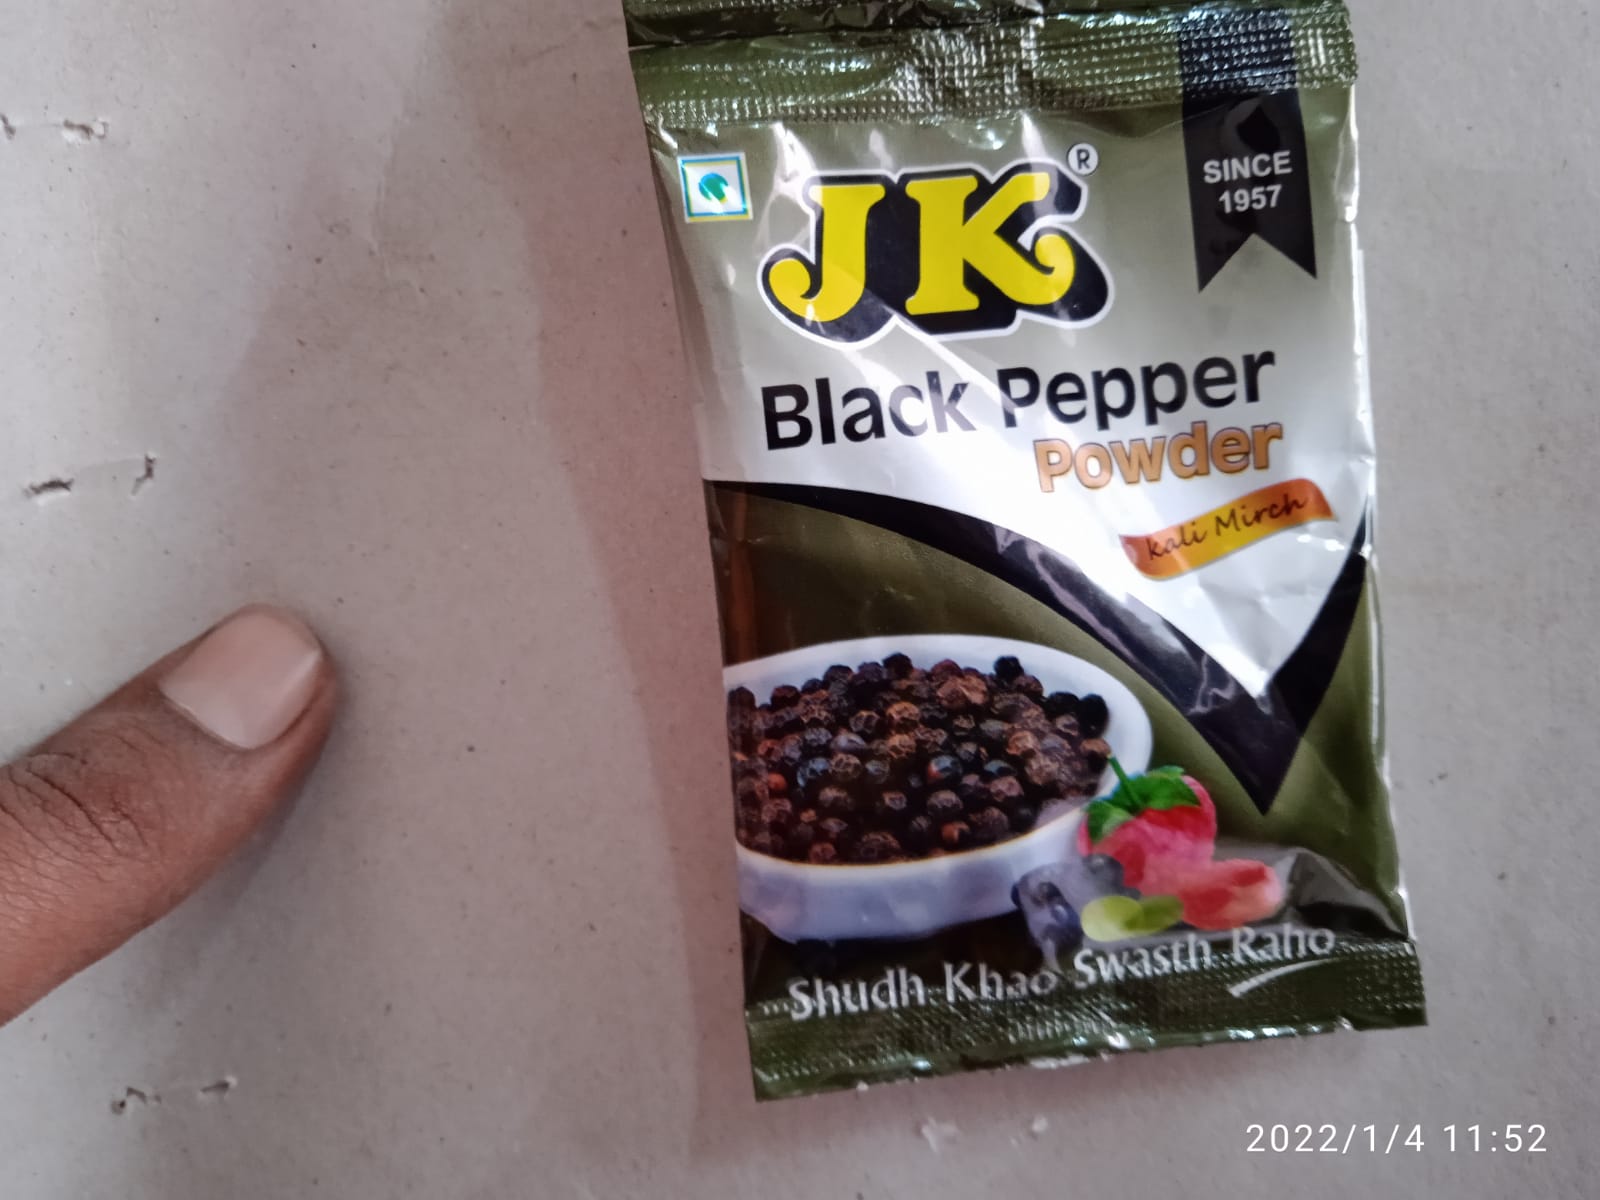 JK®
SINCE
1957
Black Pepper
Powder
Kali Mirch
Shudh Khao Swasth Raho
2022/1/4 11:52